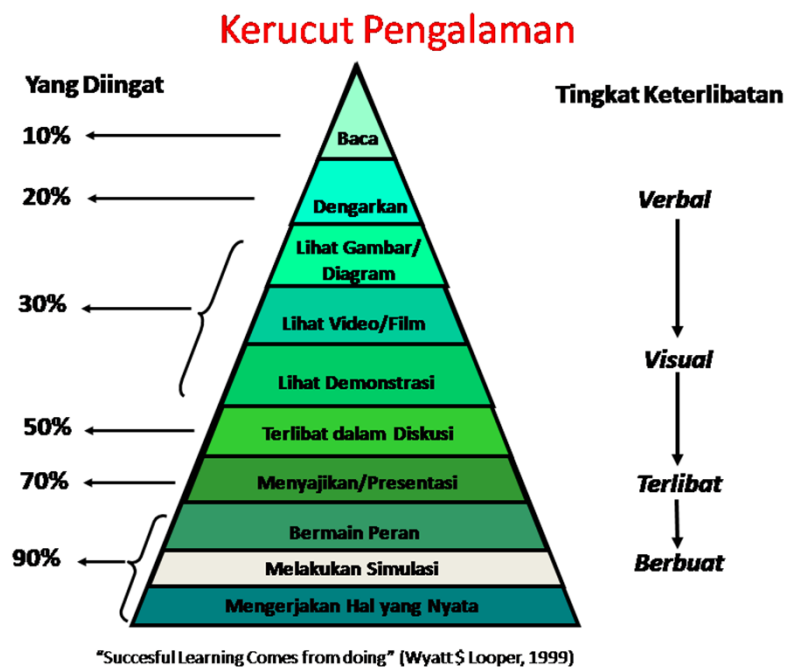 Kerucut Pengalaman
Yang Diingat
Tingkat Keterlibatan
10%
Baca
20%
Dengarkan
Verbal
Lihat Gambar/
Diagram
30%
Lihat Video/Film
Visual
Lihat Demonstrasi
50%
Terlibat dalam Diskusi
70%
Menyajikan/Presentasi
Terlibat
Bermain Peran
90%
Melakukan Simulasi
Berbuat
Mengerjakan Hal yang Nyata
“Succesful Learning Comes from doing” (Wyatt $ Looper, 1999)